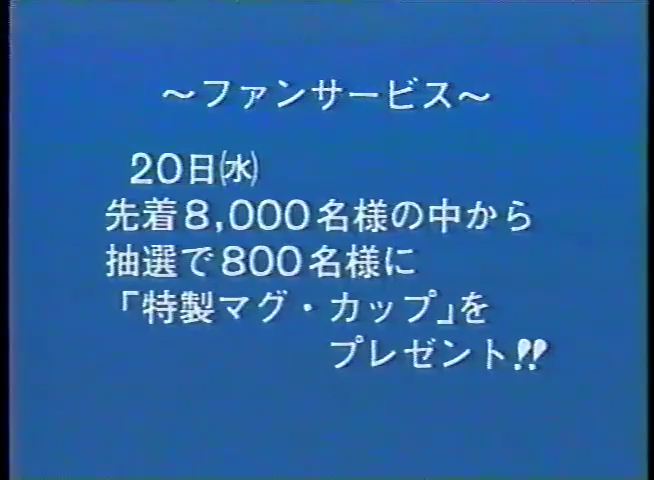 ～ファンサービス～
20日㈬
先着8,000名様の中から
抽選で800名様に
「特製マグ・カップ」を
プレゼント!!